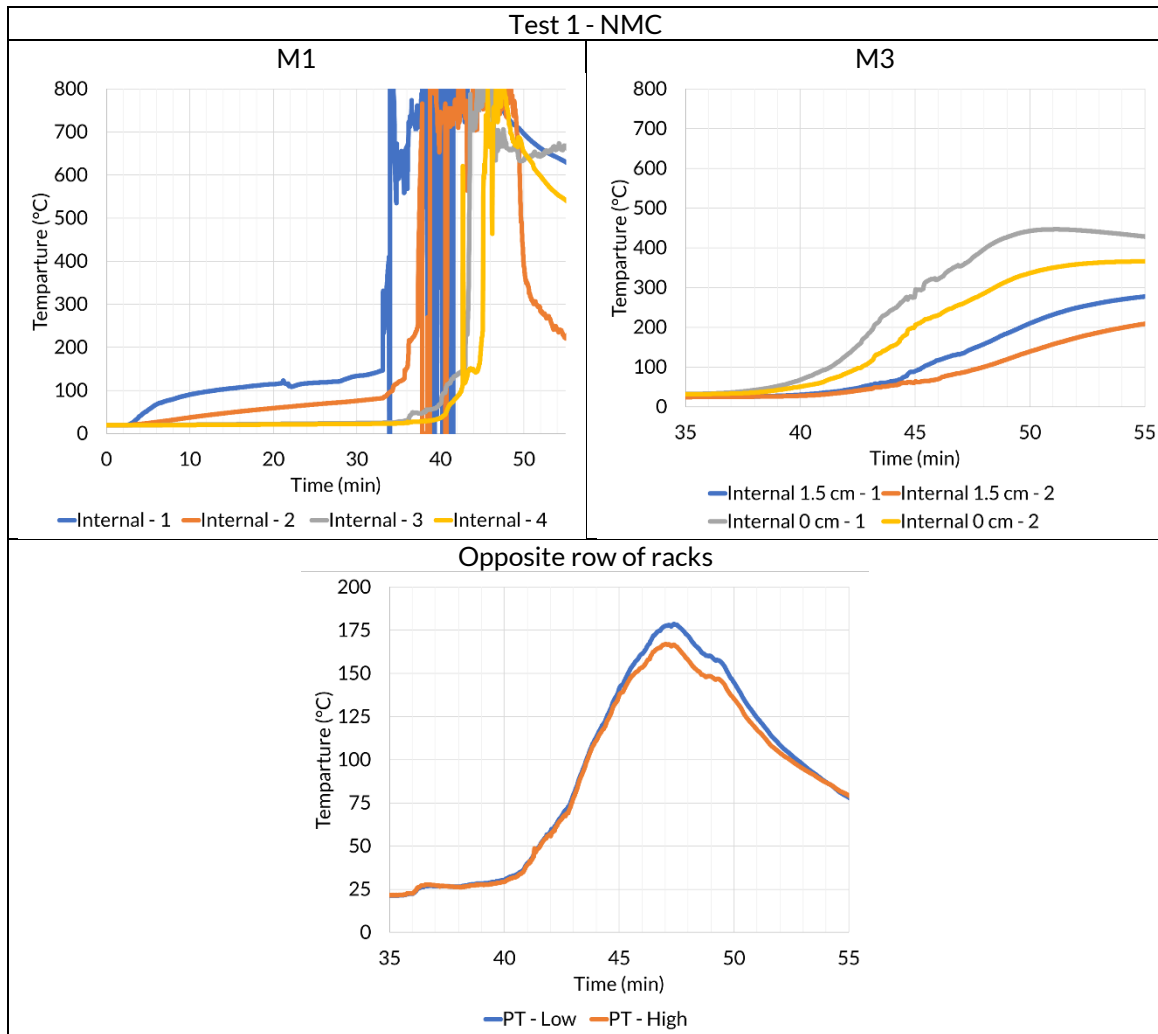 Test 1 - NMC
M1
800
700
600
500
400
300
200
100
0
Temparture (°C)
0 10 20 30 40 50
Time (min)
Internal - 1 Internal - 2 Internal - 3 Internal - 4
M3
800
700
600
500
400
300
200
100
0
Temparture (°C)
35 40 45 50 55
Time (min)
Internal 1.5 cm - 1 Internal 1.5 cm - 2
Internal 0 cm - 1 Internal 0 cm - 2
Opposite row of racks
200
175
150
125
100
75
50
25
0
Temparture (°C)
35 40 45 50 55
Time (min)
PT - Low PT - High